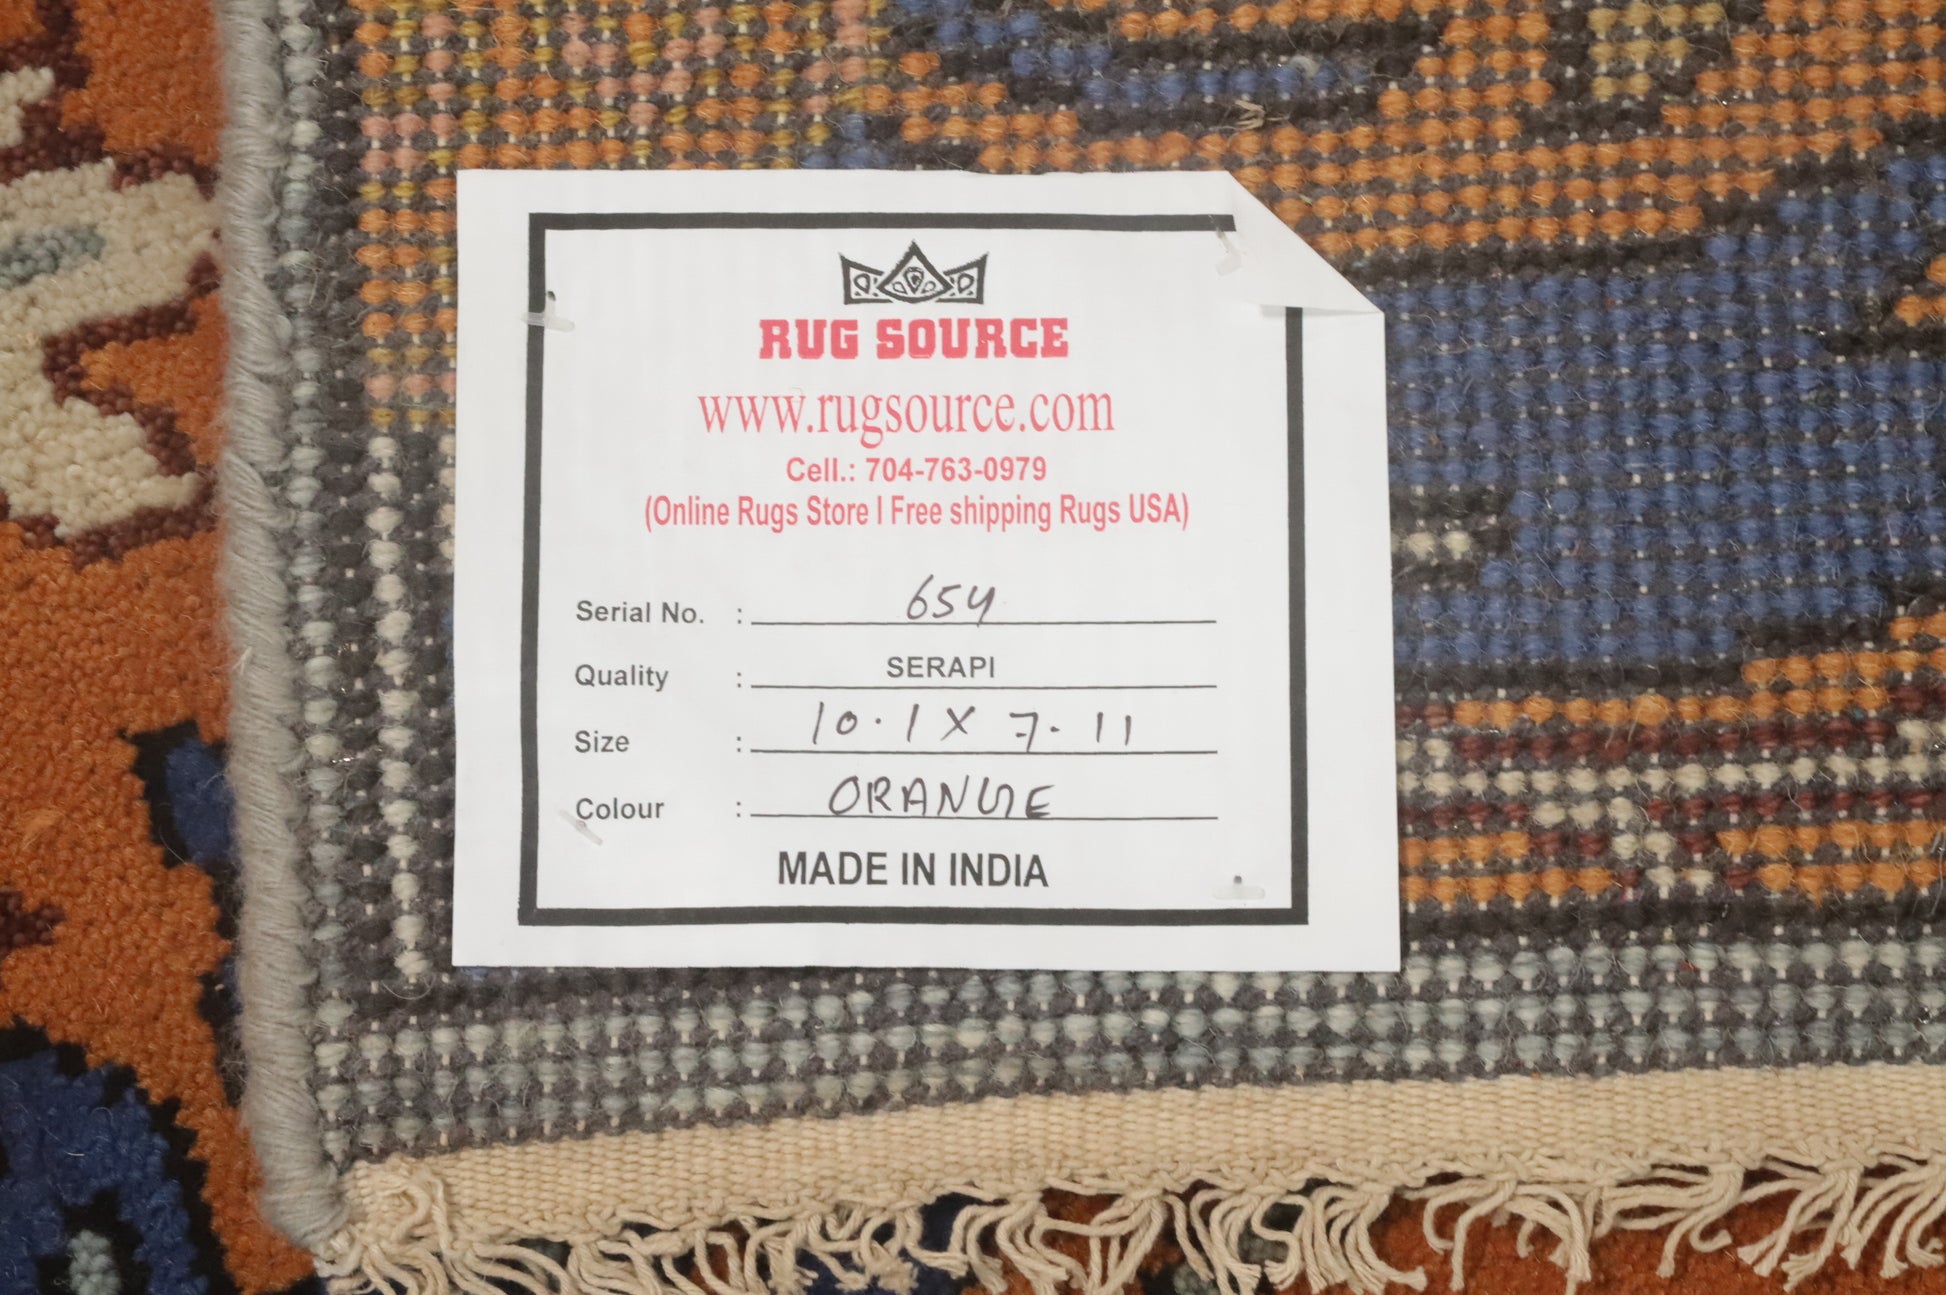 RUG SOURCE
www.rugsource.com
Cell.: 704-763-0979
(Online Rugs Store I Free shipping Rugs USA)
Serial No. : 654
Quality : SERAPI
Size : 10.1 X 7.11
Colour : ORANGE
MADE IN INDIA